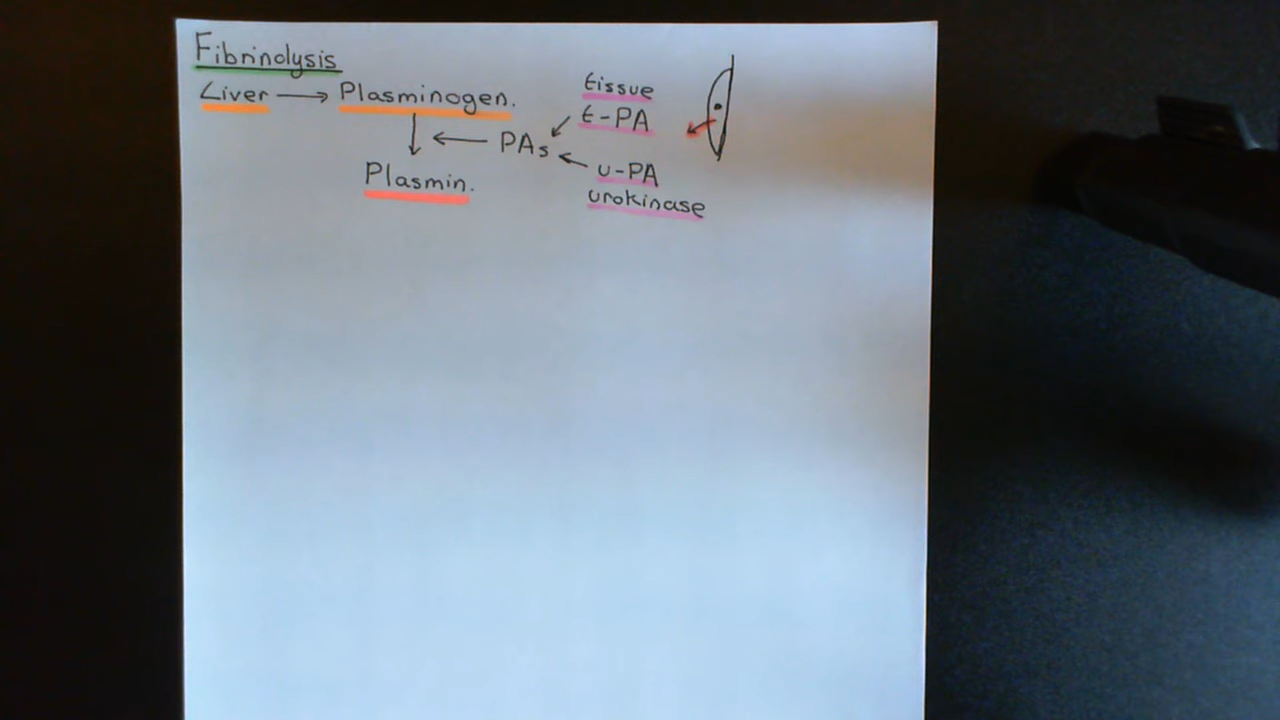 Fibrinolysis
Liver → Plasminogen.
tissue
t-PA
← PAs
u-PA
urokinase
Plasmin.